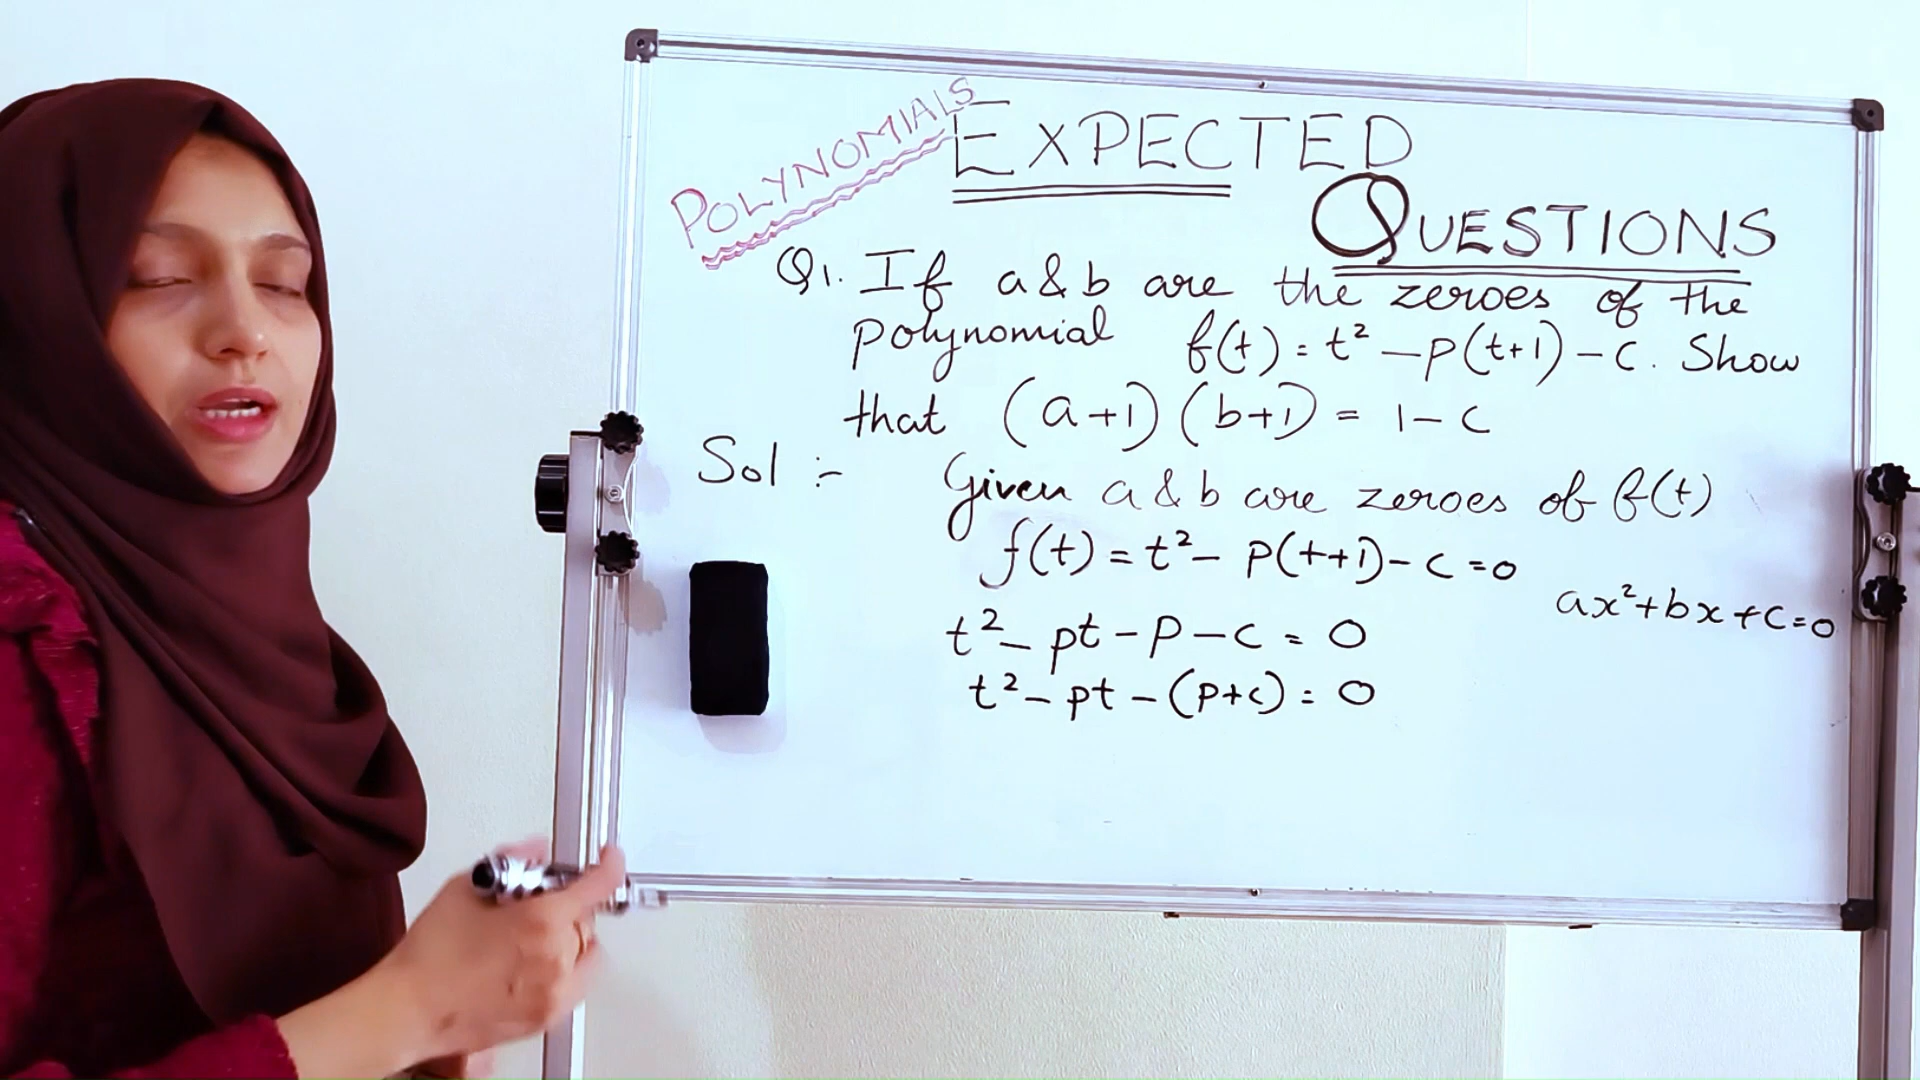 POLYNOMIALS
EXPECTED
QUESTIONS
Q1. If a & b are the zeroes of the
polynomial f(t) = t² - p(t+1) - c. Show
that (a+1) (b+1) = 1 - c
Sol :- Given a & b are zeroes of f(t)
f(t) = t² - p(t+1) - c = 0
ax² + bx + c = 0
t² - pt - p - c = 0
t² - pt - (p+c) = 0